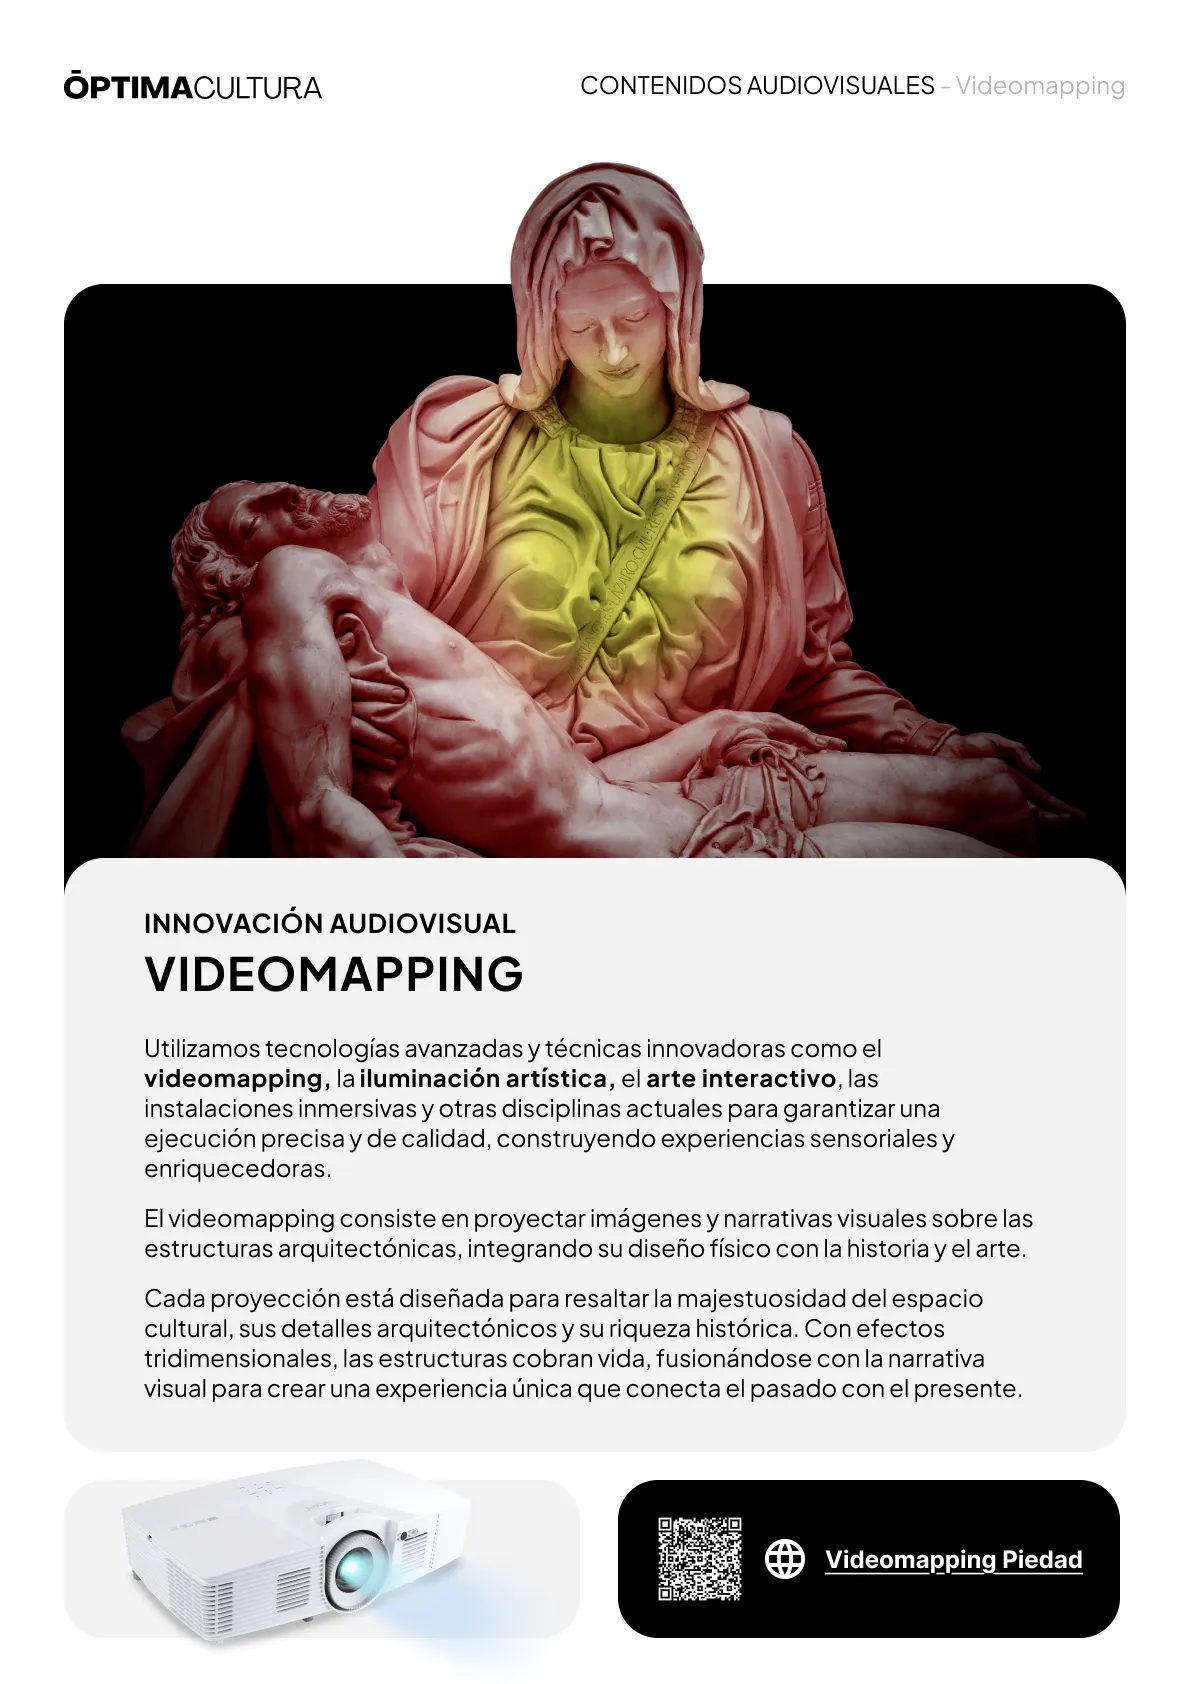 ŌPTIMACULTURA
CONTENIDOS AUDIOVISUALES - Videomapping
INNOVACIÓN AUDIOVISUAL
VIDEOMAPPING
Utilizamos tecnologías avanzadas y técnicas innovadoras como el
videomapping, la iluminación artística, el arte interactivo, las
instalaciones inmersivas y otras disciplinas actuales para garantizar una
ejecución precisa y de calidad, construyendo experiencias sensoriales y
enriquecedoras.
El videomapping consiste en proyectar imágenes y narrativas visuales sobre las
estructuras arquitectónicas, integrando su diseño físico con la historia y el arte.
Cada proyección está diseñada para resaltar la majestuosidad del espacio
cultural, sus detalles arquitectónicos y su riqueza histórica. Con efectos
tridimensionales, las estructuras cobran vida, fusionándose con la narrativa
visual para crear una experiencia única que conecta el pasado con el presente.
Videomapping Piedad